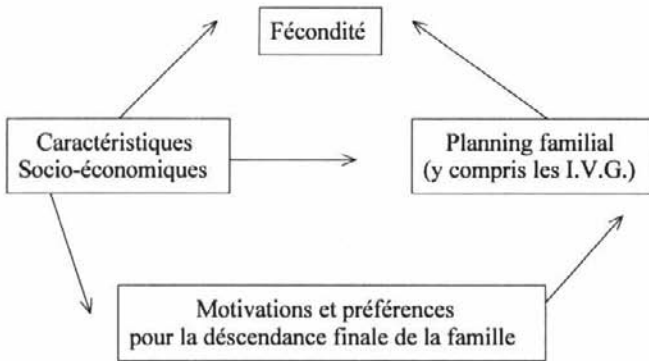 Fécondité
Caractéristiques
Socio-économiques
Planning familial
(y compris les I.V.G.)
Motivations et préférences
pour la déscendance finale de la famille